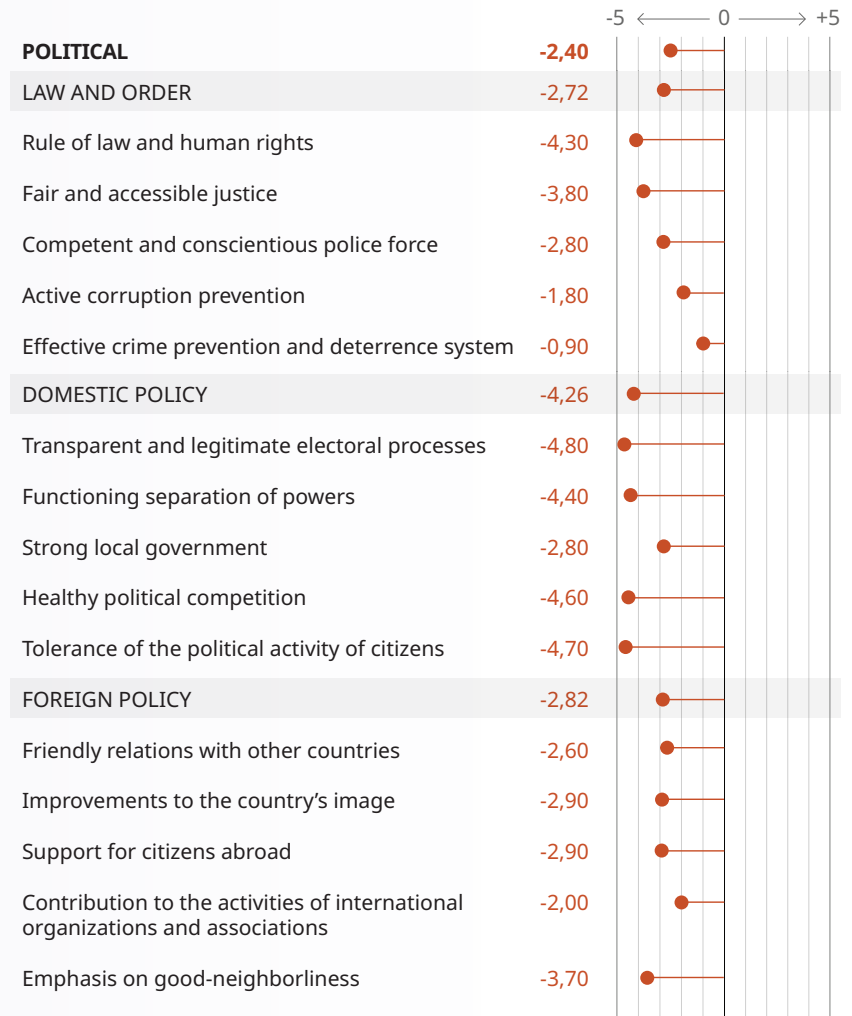 -5 0 +5
POLITICAL -2,40
LAW AND ORDER -2,72
Rule of law and human rights -4,30
Fair and accessible justice -3,80
Competent and conscientious police force -2,80
Active corruption prevention -1,80
Effective crime prevention and deterrence system -0,90
DOMESTIC POLICY -4,26
Transparent and legitimate electoral processes -4,80
Functioning separation of powers -4,40
Strong local government -2,80
Healthy political competition -4,60
Tolerance of the political activity of citizens -4,70
FOREIGN POLICY -2,82
Friendly relations with other countries -2,60
Improvements to the country’s image -2,90
Support for citizens abroad -2,90
Contribution to the activities of international -2,00
organizations and associations
Emphasis on good-neighborliness -3,70